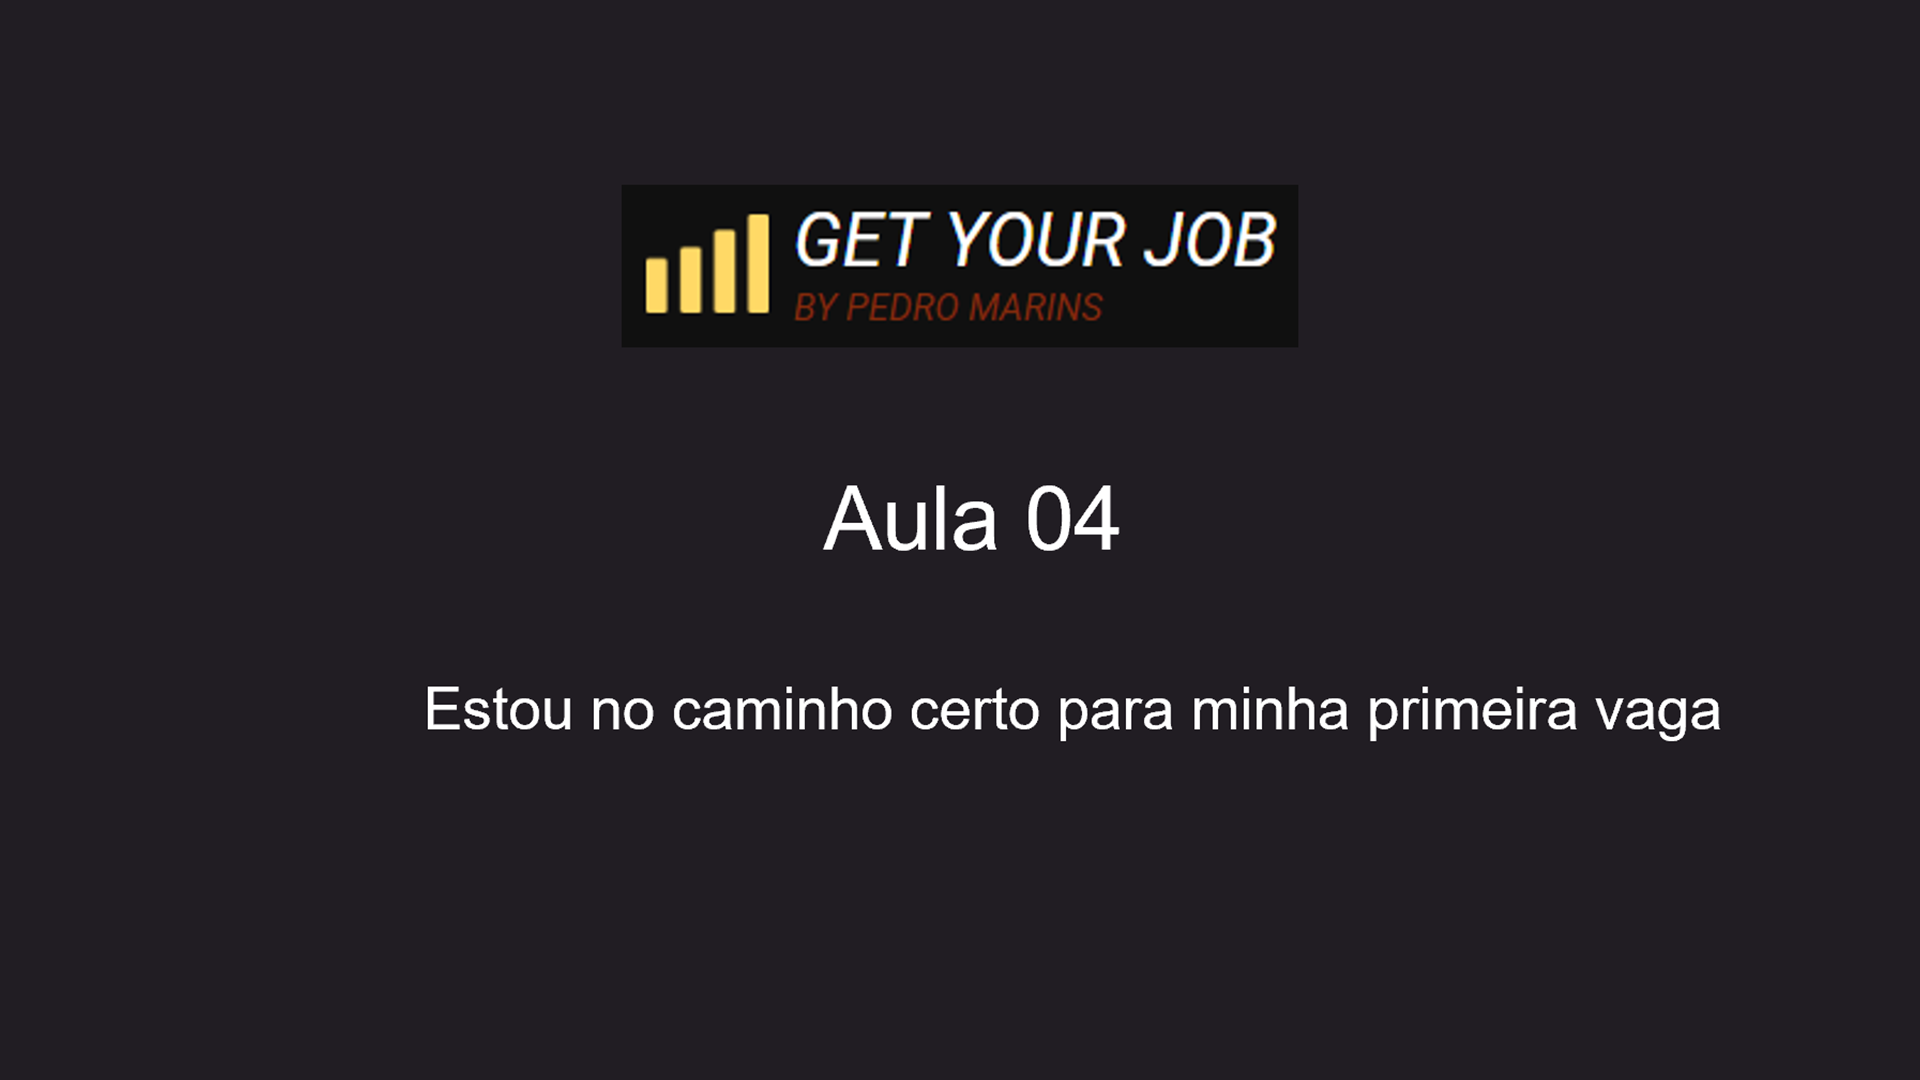 GET YOUR JOB
BY PEDRO MARINS
Aula 04
Estou no caminho certo para minha primeira vaga